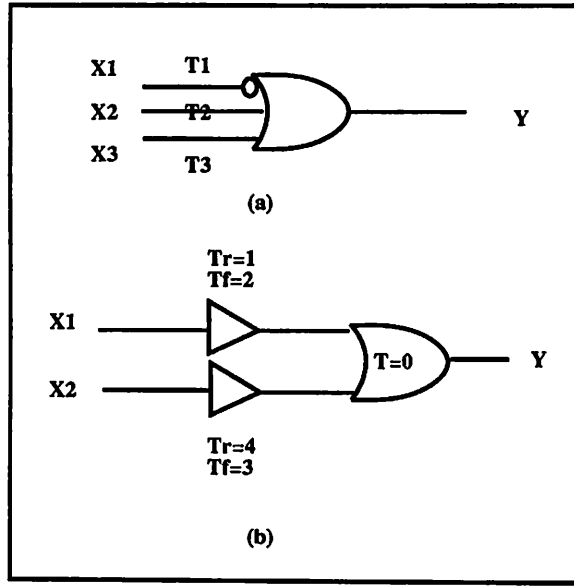 X1 T1
X2 T2 Y
X3 T3
(a)
Tr=1
Tf=2
X1
T=0 Y
X2
Tr=4
Tf=3
(b)